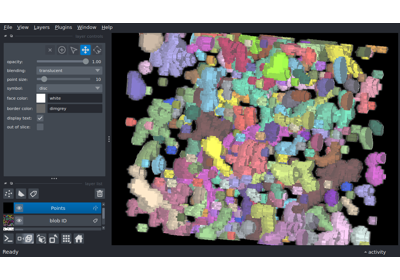 File View Layers Plugins Window Help
opacity: 1.00
blending: translucent
point size: 10
symbol: disc
face color: white
border color: dimgrey
display text:
out of slice:
Points
blob ID
Ready
activity